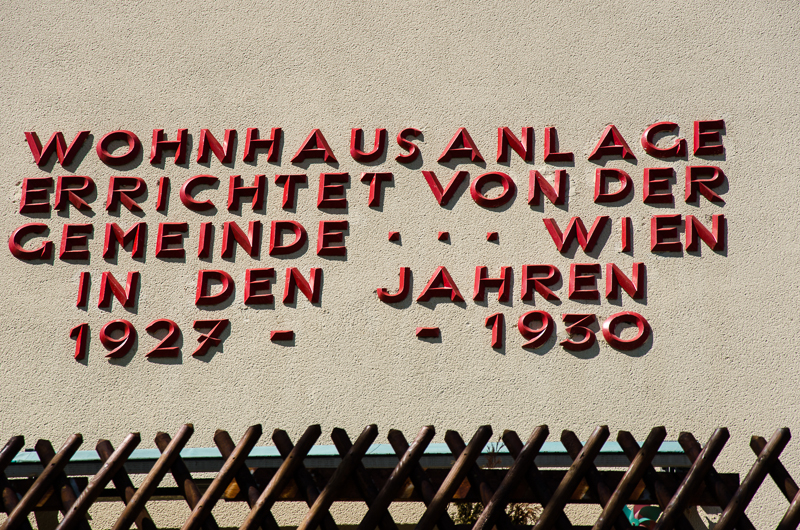 WOHNHAUSANLAGE
ERRICHTET VON DER
GEMEINDE · · · WIEN
IN DEN JAHREN
1927 - - 1930